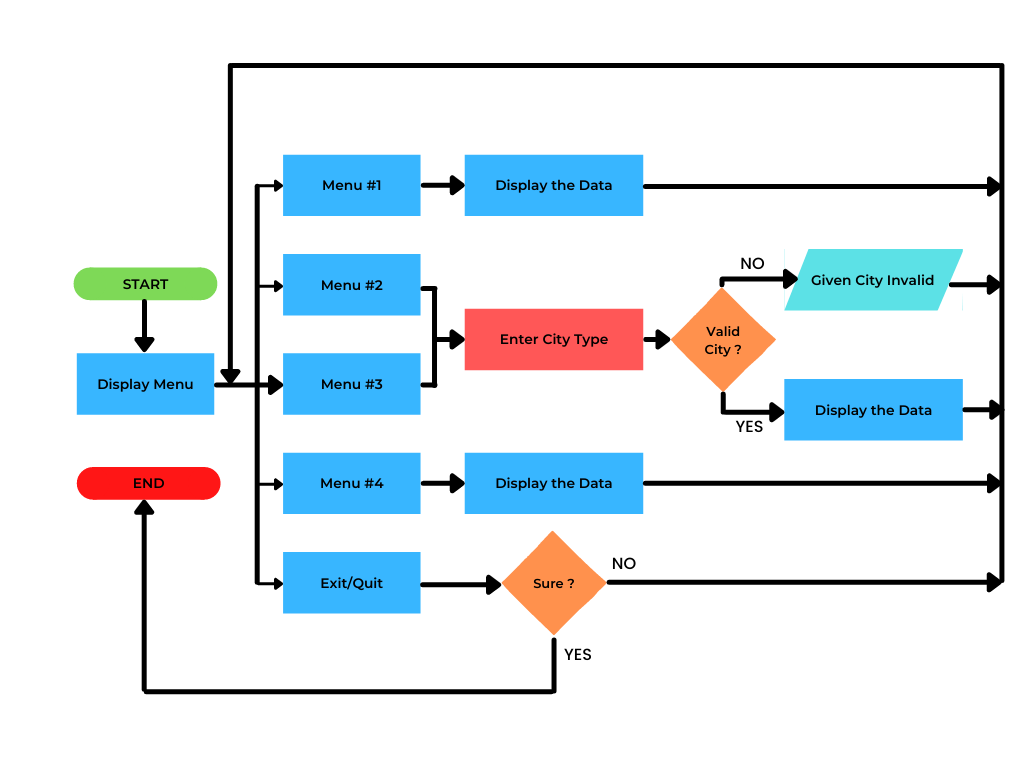 Menu #1
Display the Data
Menu #2
NO
Given City Invalid
START
Enter City Type
Valid
City ?
Display Menu
Menu #3
Display the Data
YES
END
Menu #4
Display the Data
Exit/Quit
Sure ?
NO
YES